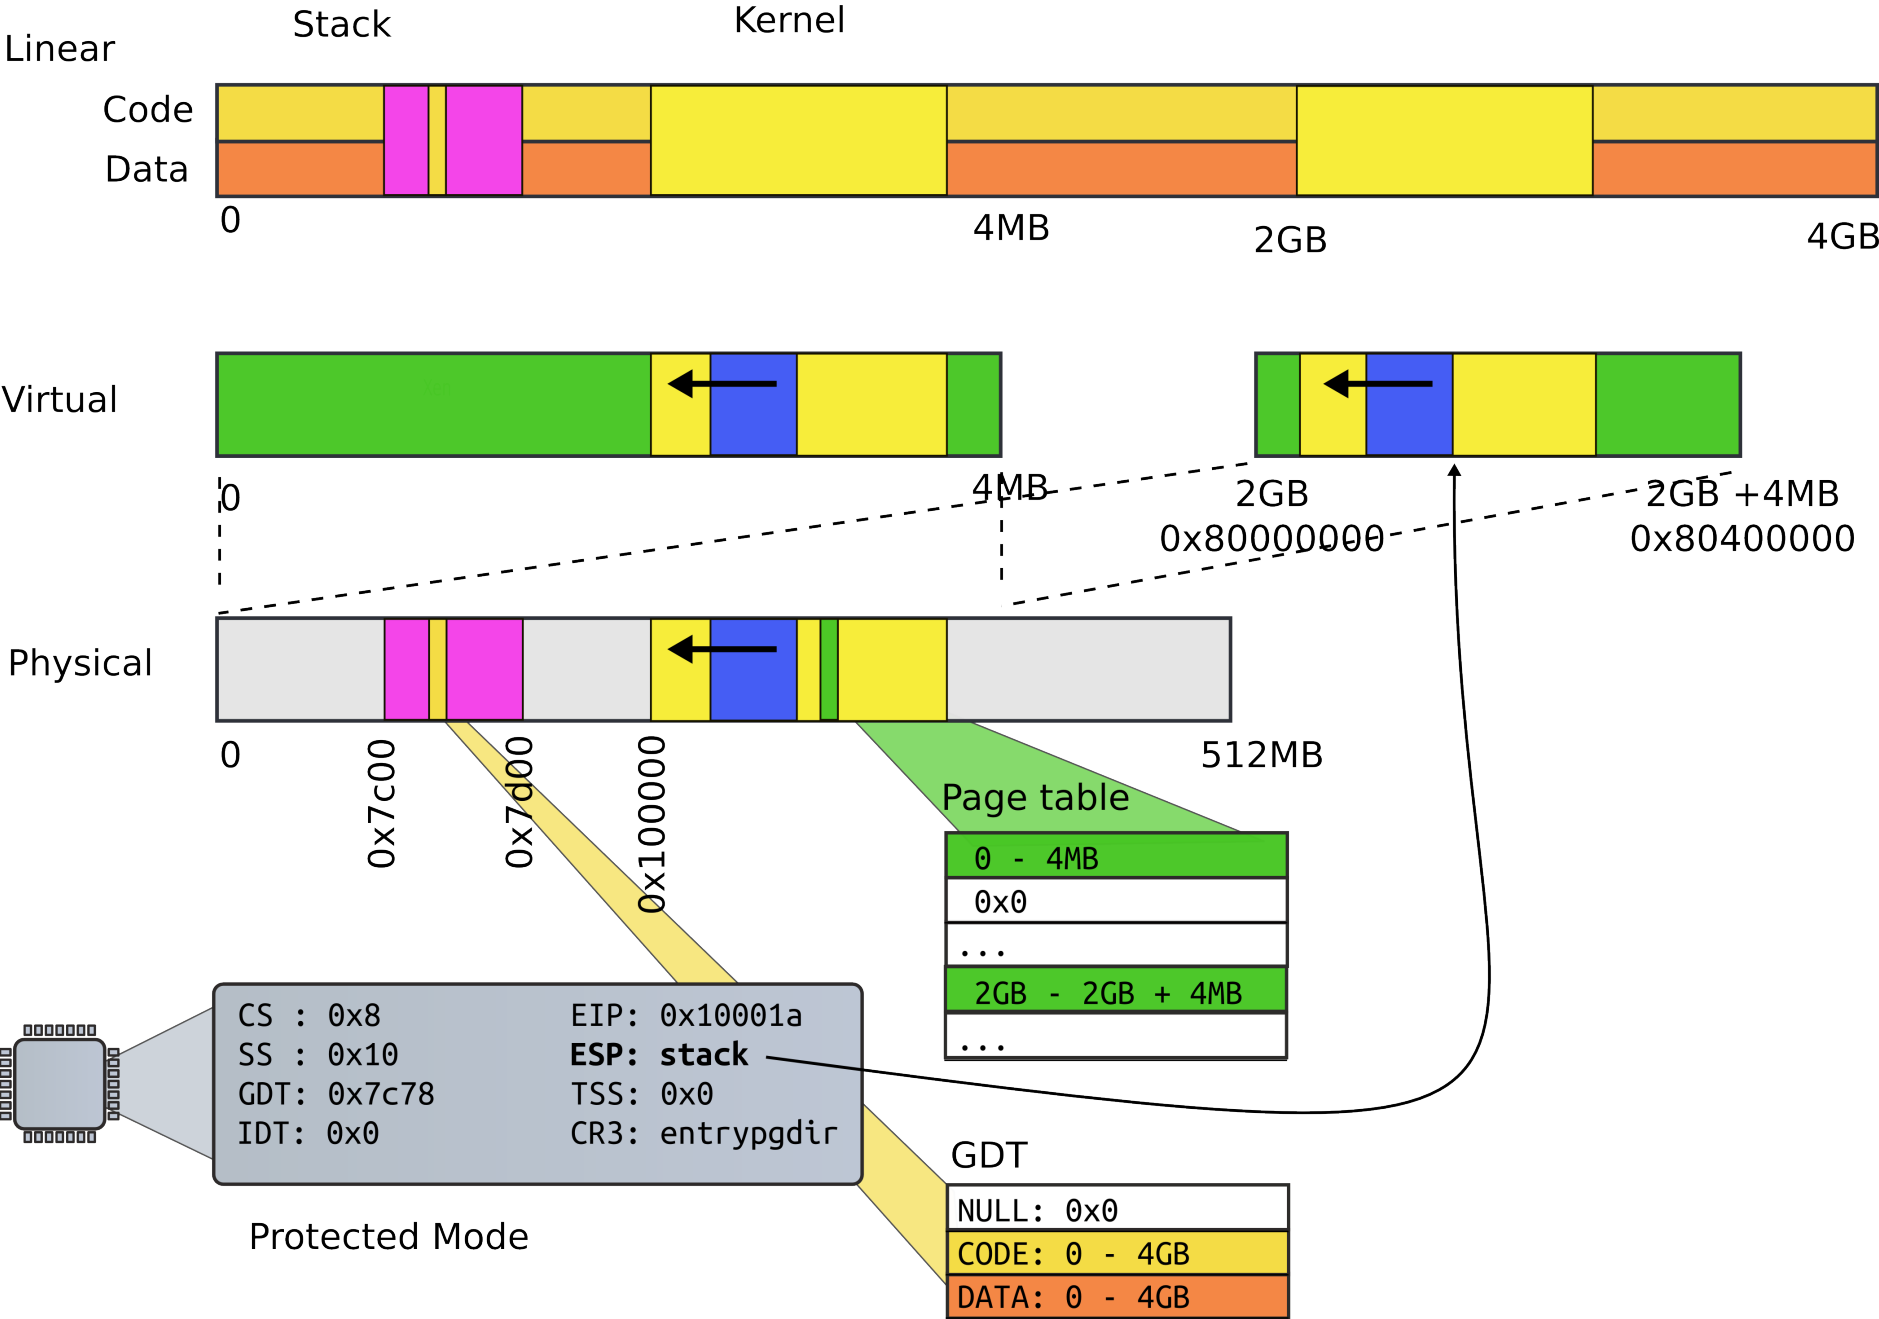 Stack
Kernel
Linear
Code
Data
0
4MB
2GB
4GB
Virtual
0
4MB
2GB
0x80000000
2GB +4MB
0x80400000
Physical
0
0x7c00
0x7d00
0x100000
512MB
Page table
0 - 4MB
0x0
...
2GB - 2GB + 4MB
...
CS : 0x8
EIP: 0x10001a
SS : 0x10
ESP: stack
GDT: 0x7c78
TSS: 0x0
IDT: 0x0
CR3: entrypgdir
Protected Mode
GDT
NULL: 0x0
CODE: 0 - 4GB
DATA: 0 - 4GB